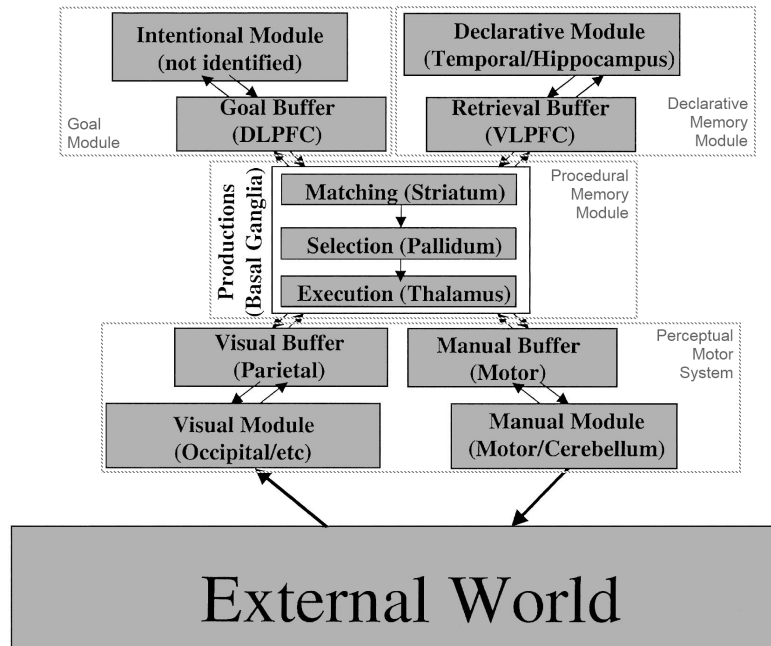 Intentional Module
(not identified)
Goal Buffer
(DLPFC)
Goal
Module
Declarative Module
(Temporal/Hippocampus)
Retrieval Buffer
(VLPFC)
Declarative
Memory
Module
Productions
(Basal Ganglia)
Matching (Striatum)
Selection (Pallidum)
Execution (Thalamus)
Procedural
Memory
Module
Visual Buffer
(Parietal)
Manual Buffer
(Motor)
Perceptual
Motor
System
Visual Module
(Occipital/etc)
Manual Module
(Motor/Cerebellum)
External World